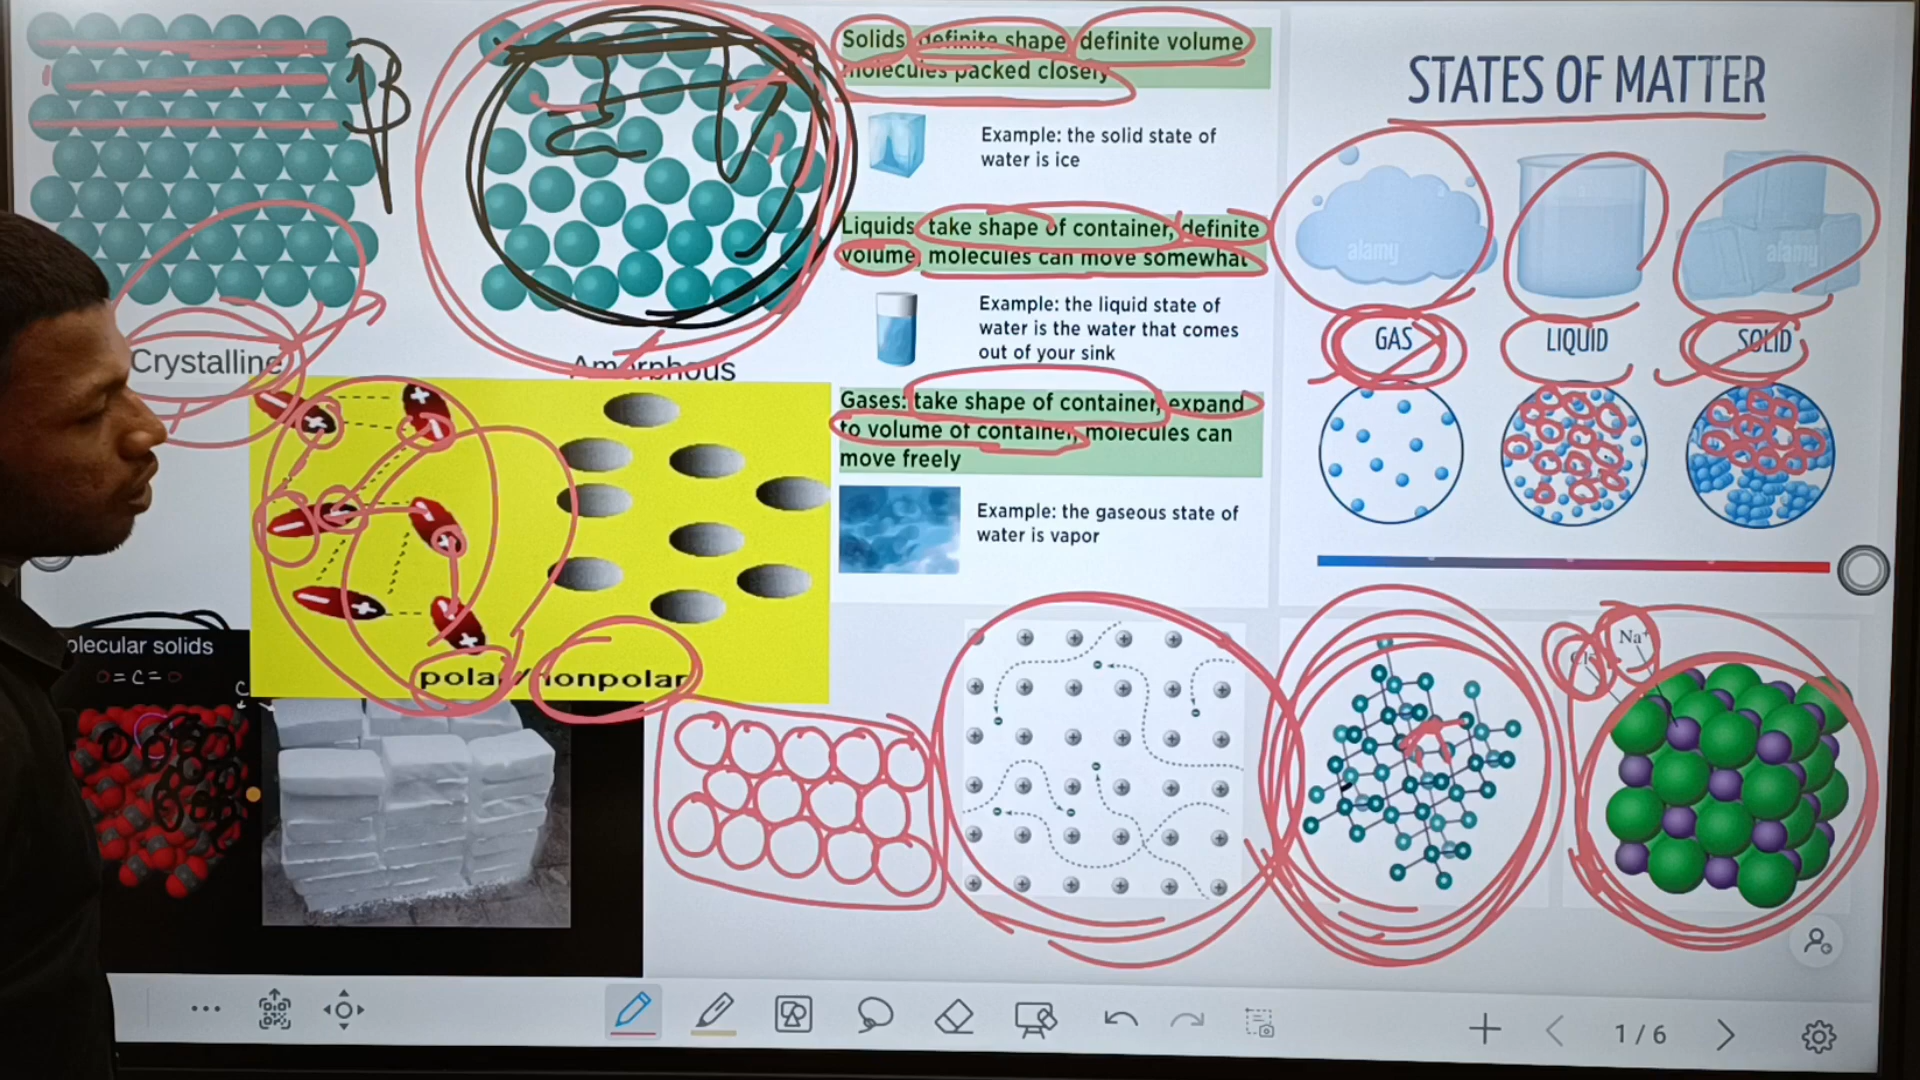 Solids definite shape definite volume
molecules packed closely
Example: the solid state of
water is ice
Liquids take shape of container, definite
volume, molecules can move somewhat
Example: the liquid state of
water is the water that comes
out of your sink
Gases: take shape of container, expand
to volume of container, molecules can
move freely
Example: the gaseous state of
water is vapor
STATES OF MATTER
alamy
alamy
GAS
LIQUID
SOLID
Crystalline
Amorphous
polar/nonpolar
olecular solids
O=C=O
C
Na+
1/6